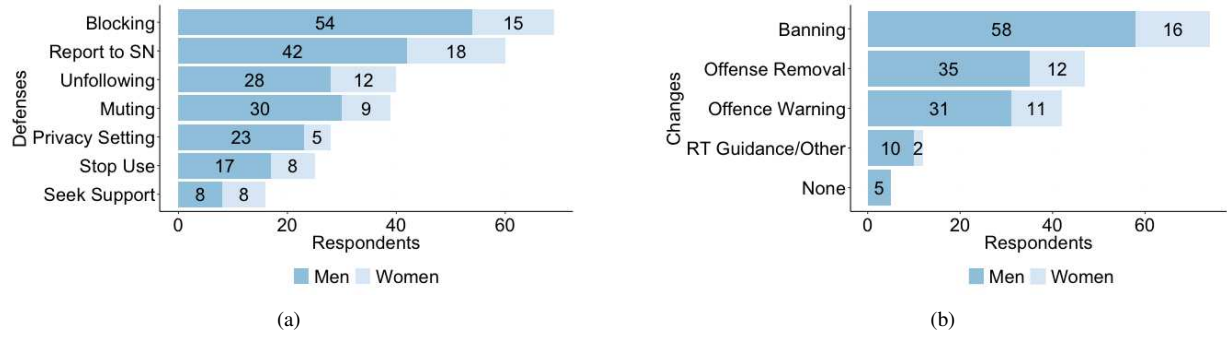 Defenses
Blocking 54 15
Report to SN 42 18
Unfollowing 28 12
Muting 30 9
Privacy Setting 23 5
Stop Use 17 8
Seek Support 8 8
0 20 40 60
Respondents
Men Women
(a)
Changes
Banning 58 16
Offense Removal 35 12
Offence Warning 31 11
RT Guidance/Other 10 2
None 5
0 20 40 60
Respondents
Men Women
(b)